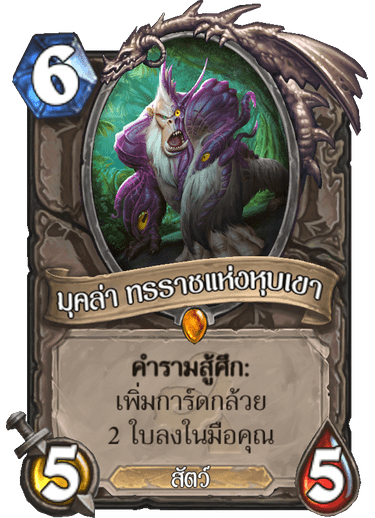 6
มุคล่า ทรราชแห่งหุบเขา
คำรามสู้ศึก:
เพิ่มการ์ดกล้วย
2 ใบลงในมือคุณ
5
สัตว์
5